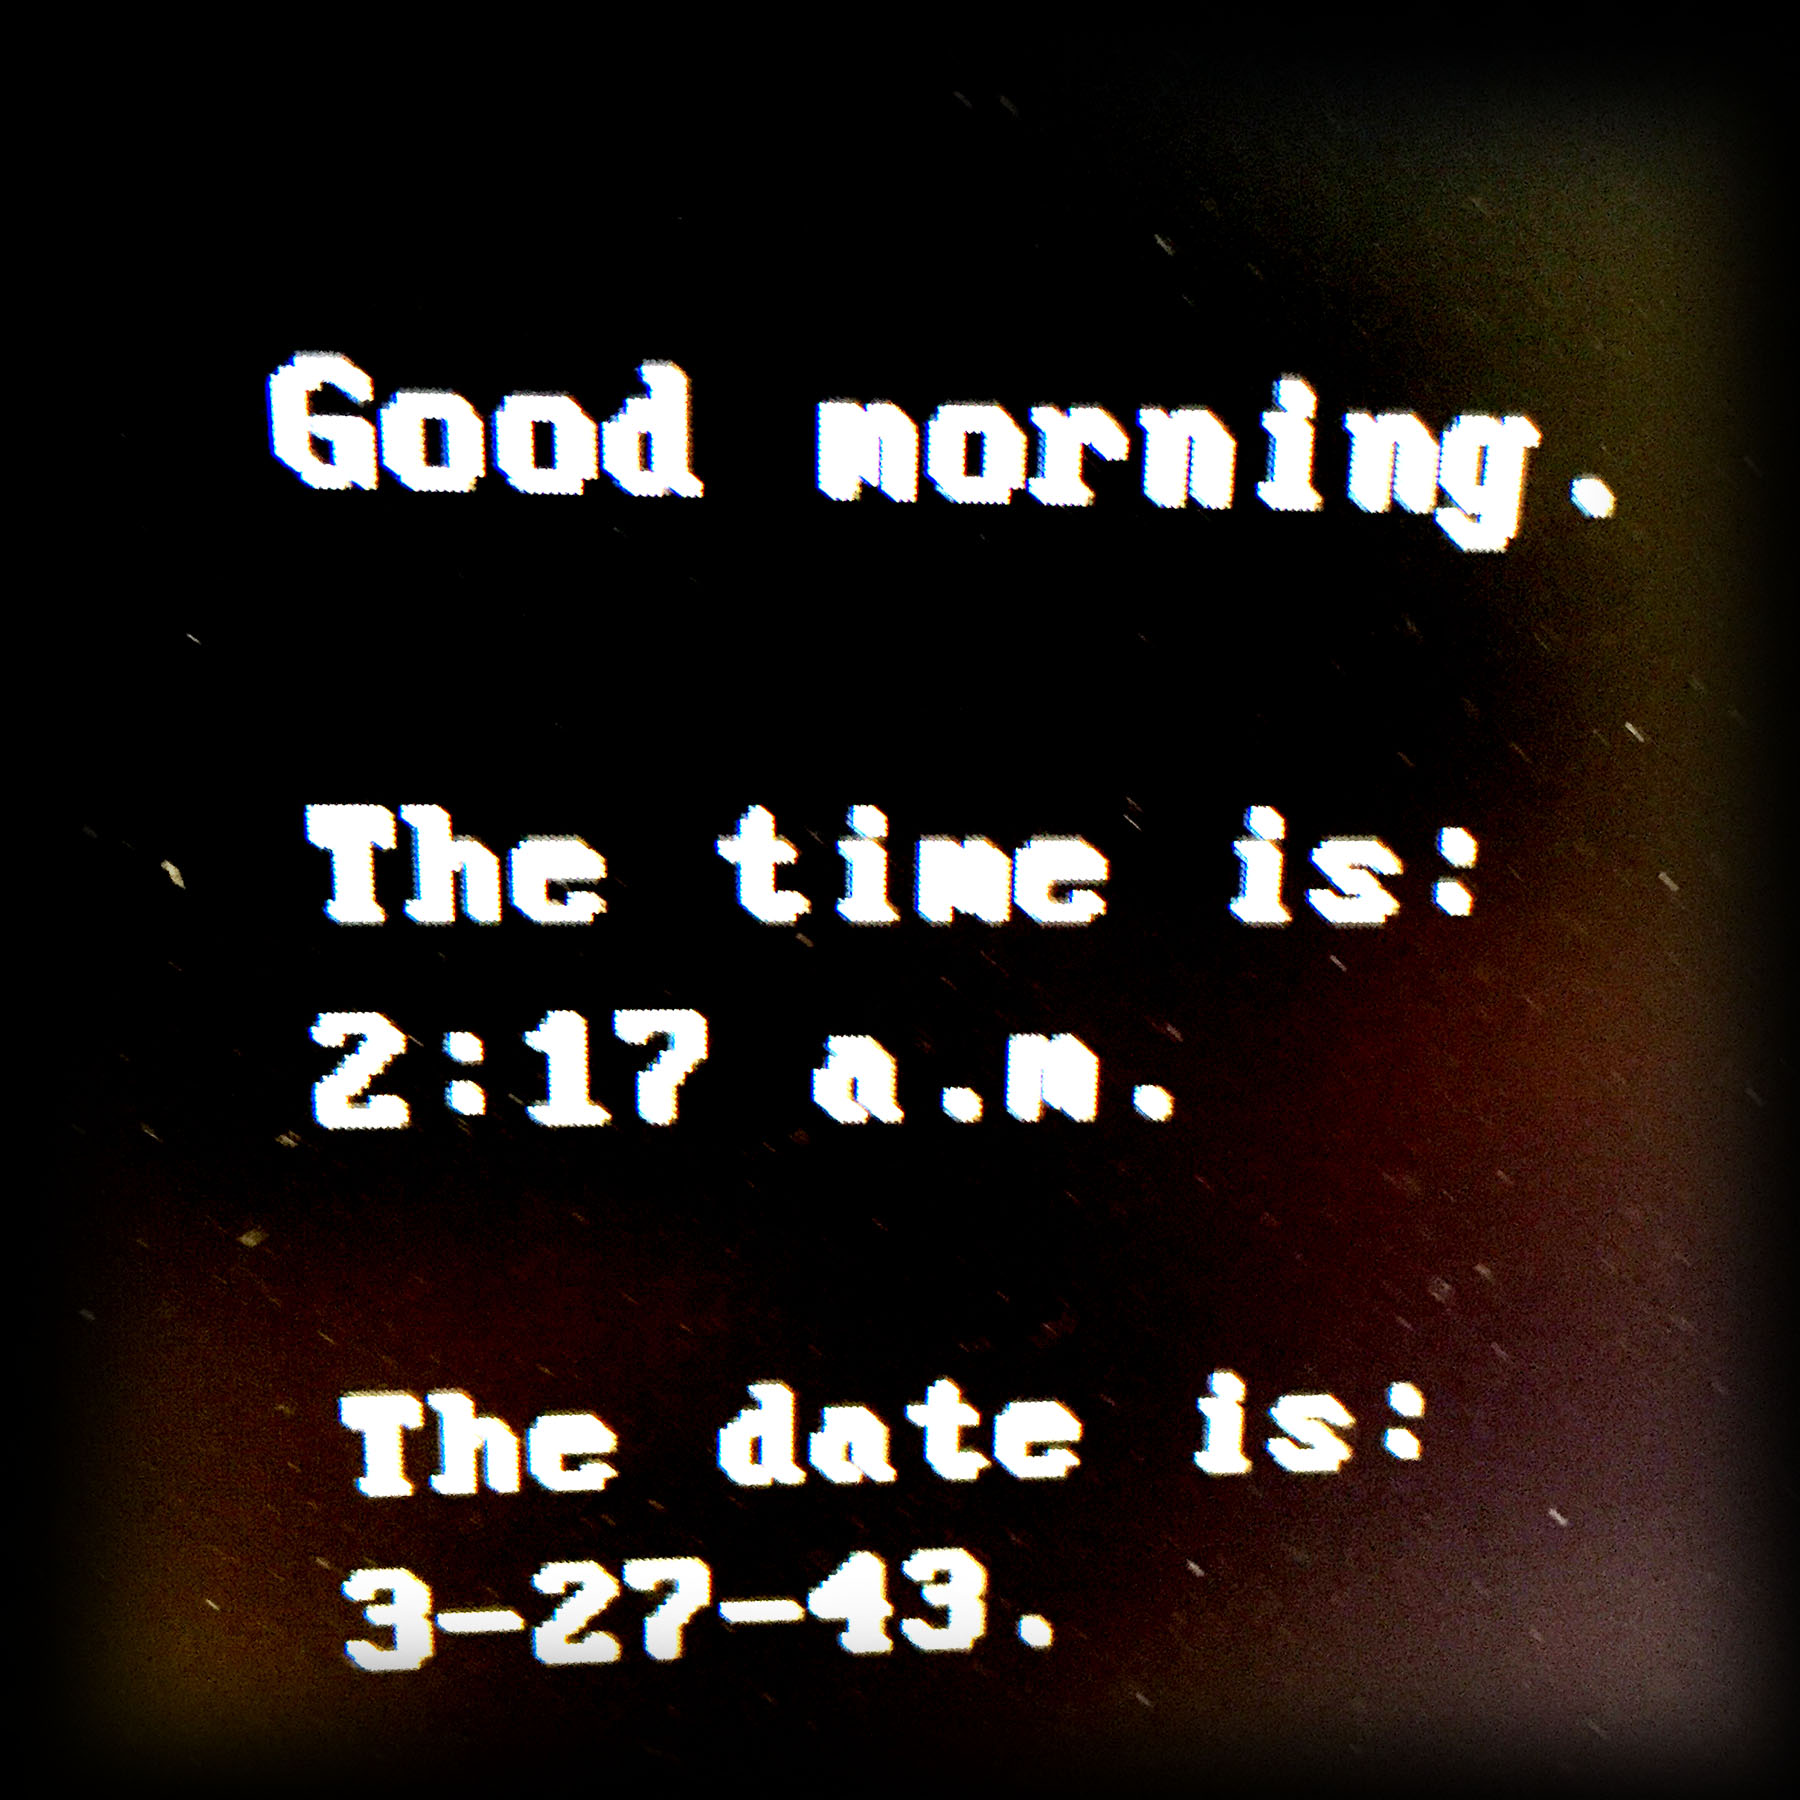 Good morning.
The time is:
2:17 a.m.
The date is:
3-27-43.